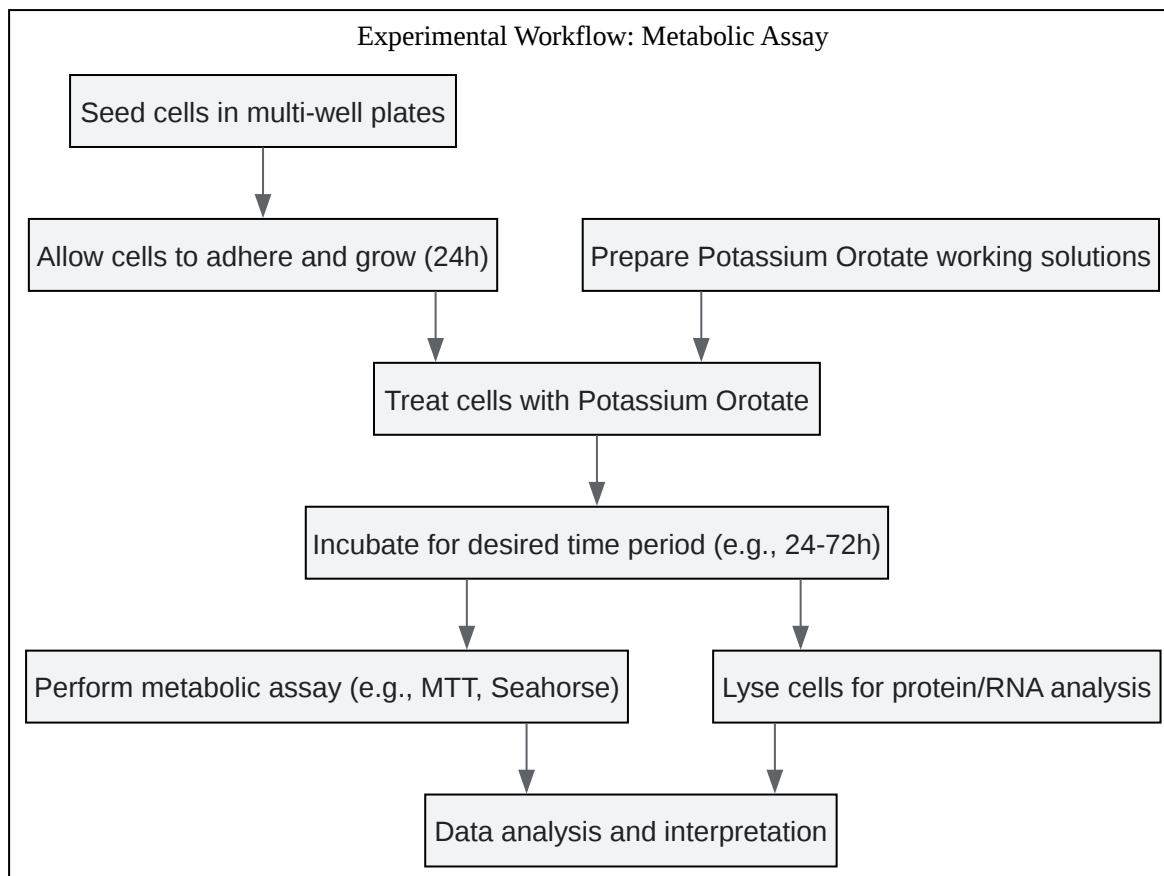 Experimental Workflow: Metabolic Assay
Seed cells in multi-well plates
Allow cells to adhere and grow (24h)
Prepare Potassium Orotate working solutions
Treat cells with Potassium Orotate
Incubate for desired time period (e.g., 24-72h)
Perform metabolic assay (e.g., MTT, Seahorse)
Lyse cells for protein/RNA analysis
Data analysis and interpretation